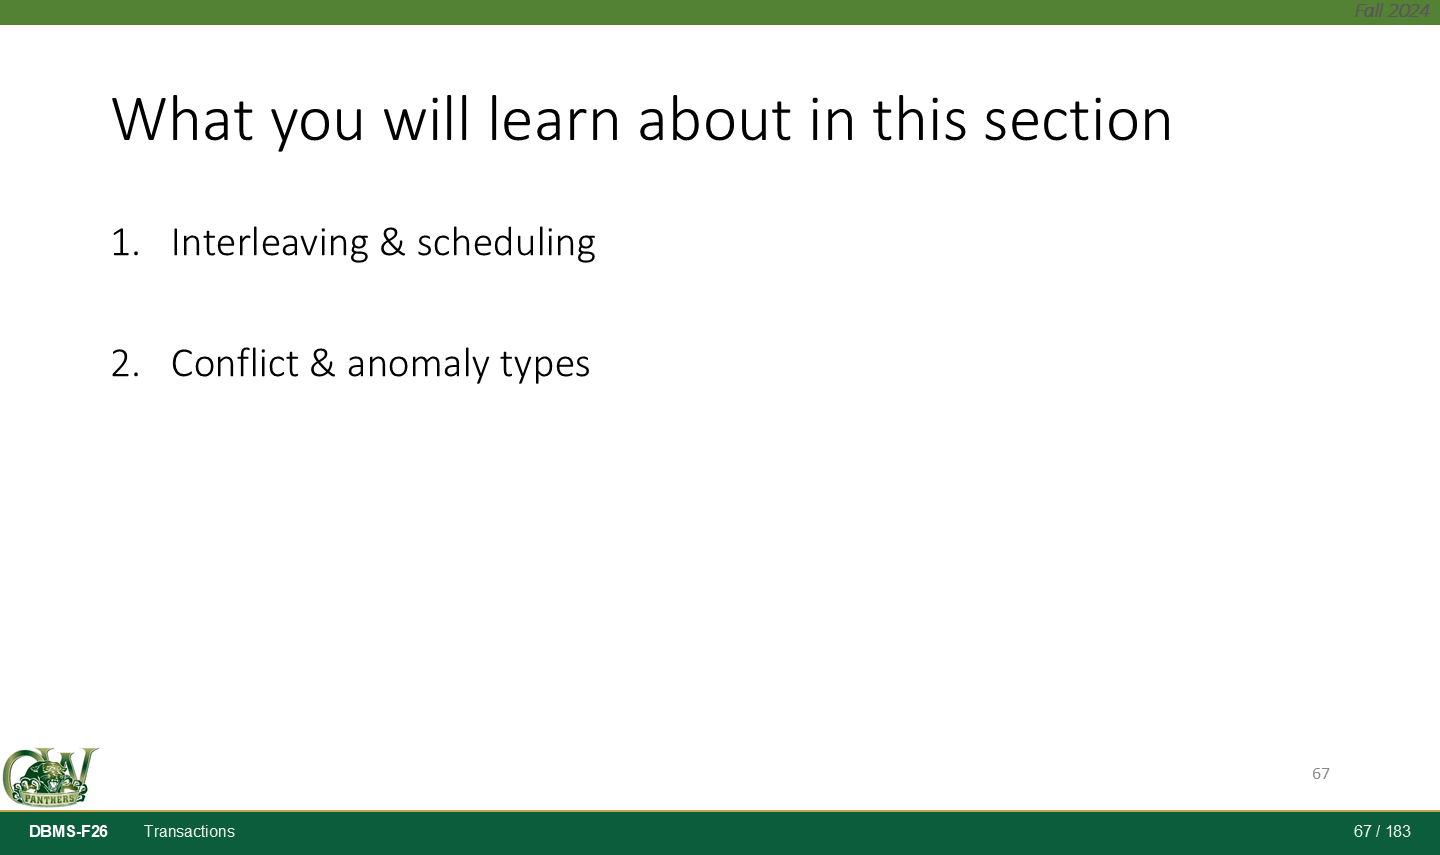 Fall 2024
What you will learn about in this section
1. Interleaving & scheduling
2. Conflict & anomaly types
OW
PANTHERS
67
DBMS-F26 Transactions 67 / 183